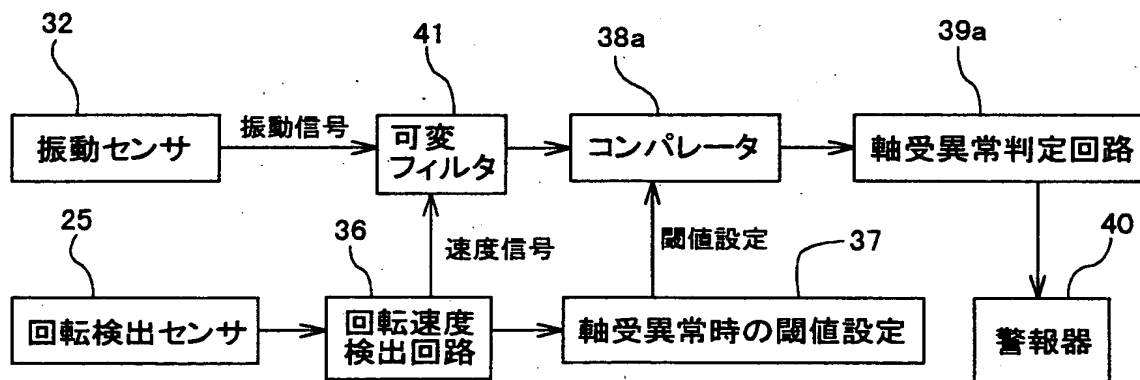 32
41
38a
39a
振動センサ
振動信号
可変
フィルタ
コンパレータ
軸受異常判定回路
25
36
速度信号
閾値設定
37
40
回転検出センサ
回転速度
検出回路
軸受異常時の閾値設定
警報器